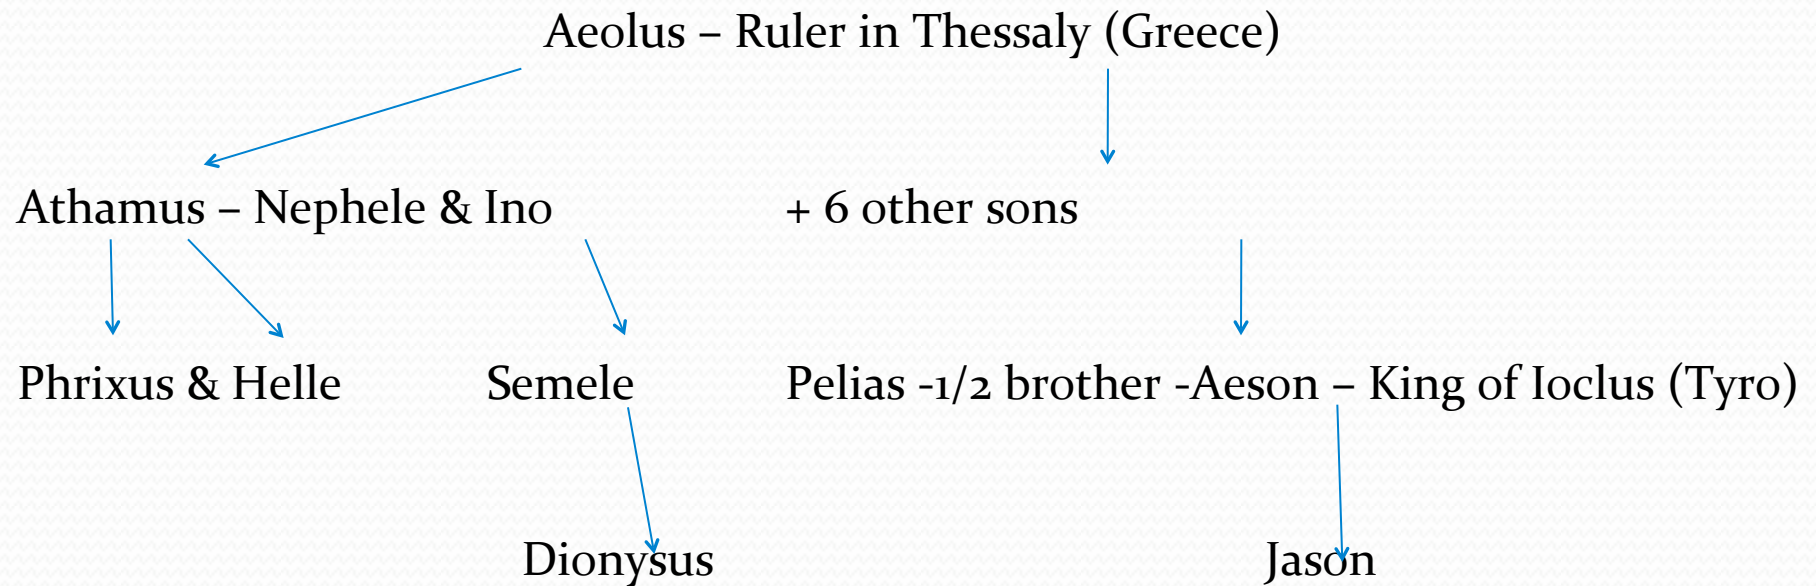 Aeolus – Ruler in Thessaly (Greece)
Athamus – Nephele & Ino + 6 other sons
Phrixus & Helle Semele Pelias -1/2 brother -Aeson – King of Ioclus (Tyro)
Dionysus Jason